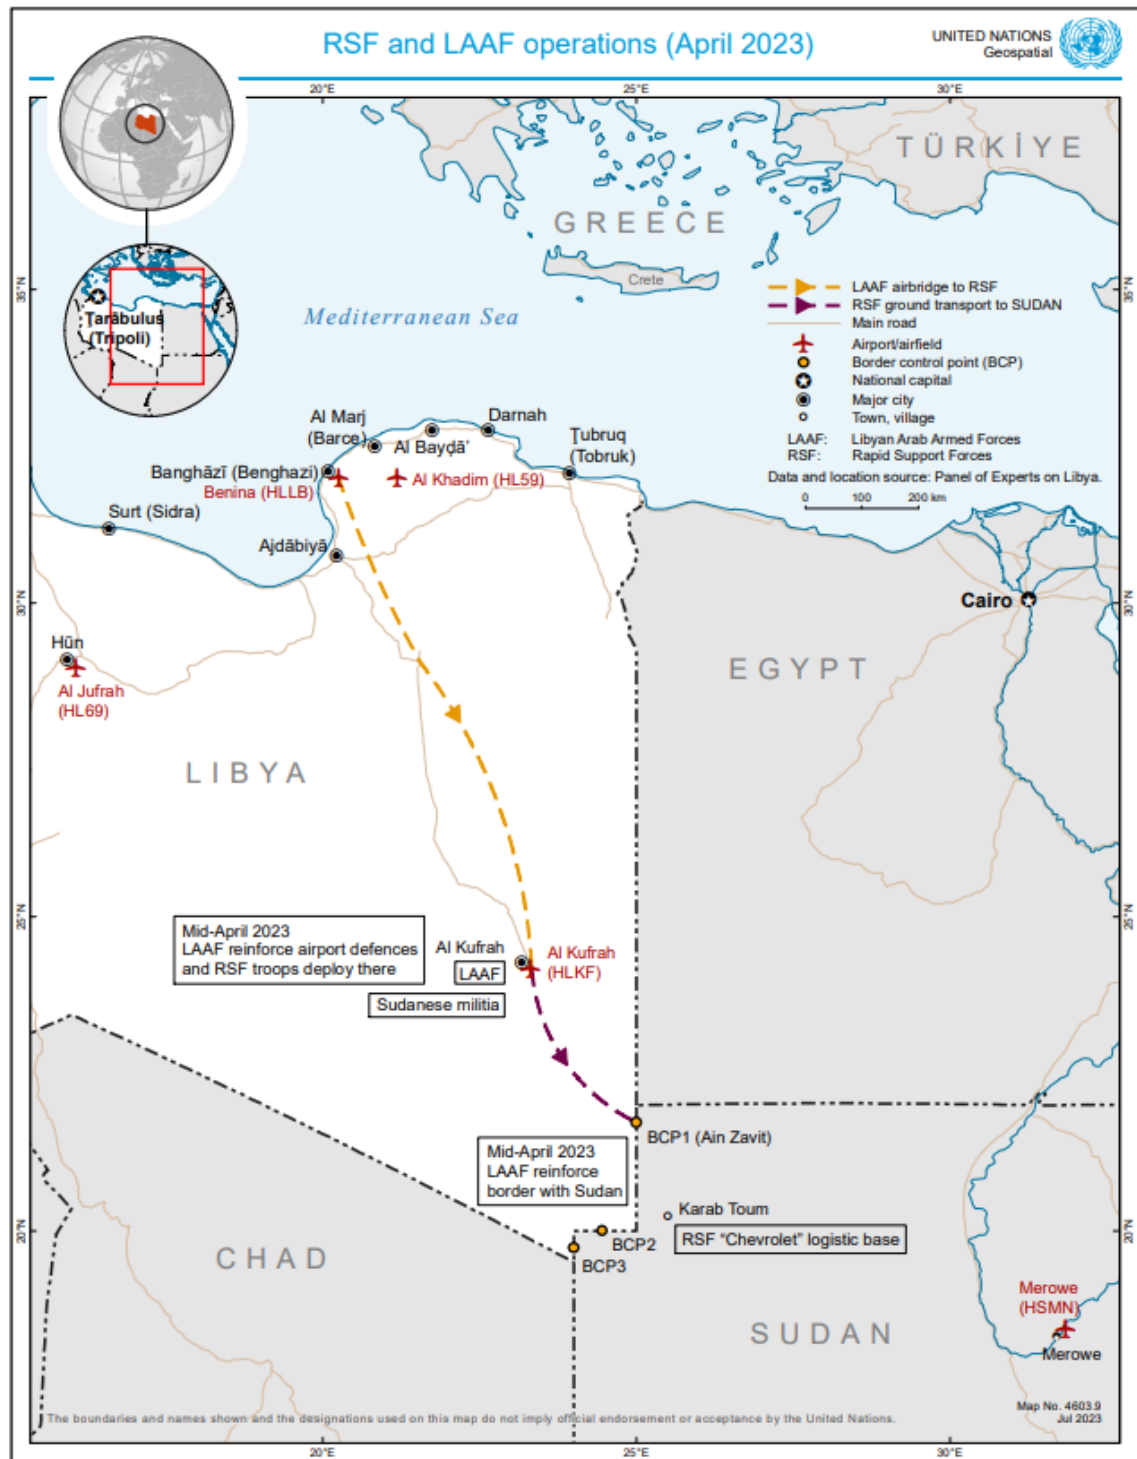 RSF and LAAF operations (April 2023)
UNITED NATIONS
Geospatial
20°E
25°E
30°E
TÜRKİYE
GREECE
Crete
35°N
35°N
Ţarābulus
(Tripoli)
Mediterranean Sea
LAAF airbridge to RSF
RSF ground transport to SUDAN
Main road
Airport/airfield
Border control point (BCP)
National capital
Major city
Town, village
LAAF: Libyan Arab Armed Forces
RSF: Rapid Support Forces
Data and location source: Panel of Experts on Libya.
0 100 200 km
Al Marj
(Barce)
Al Bayḑā’
Darnah
Ţubruq
(Tobruk)
Banghāzī (Benghazi)
Benina (HLLB)
Al Khadim (HL59)
Surt (Sidra)
Ajdābiyā
30°N
30°N
Cairo
Hūn
Al Jufrah
(HL69)
EGYPT
LIBYA
25°N
25°N
Mid-April 2023
LAAF reinforce airport defences
and RSF troops deploy there
Al Kufrah
LAAF
Al Kufrah
(HLKF)
Sudanese militia
BCP1 (Ain Zavit)
Mid-April 2023
LAAF reinforce
border with Sudan
Karab Toum
RSF “Chevrolet” logistic base
20°N
20°N
BCP2
BCP3
CHAD
SUDAN
Merowe
(HSMN)
Merowe
Map No. 4603.9
Jul 2023
The boundaries and names shown and the designations used on this map do not imply official endorsement or acceptance by the United Nations.
20°E
25°E
30°E